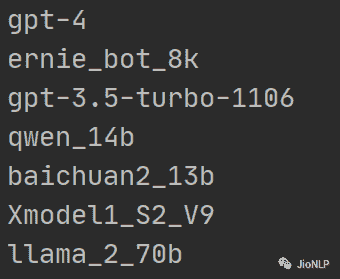 gpt-4
ernie_bot_8k
gpt-3.5-turbo-1106
qwen_14b
baichuan2_13b
Xmodel1_S2_V9
llama_2_70b
JioNLP